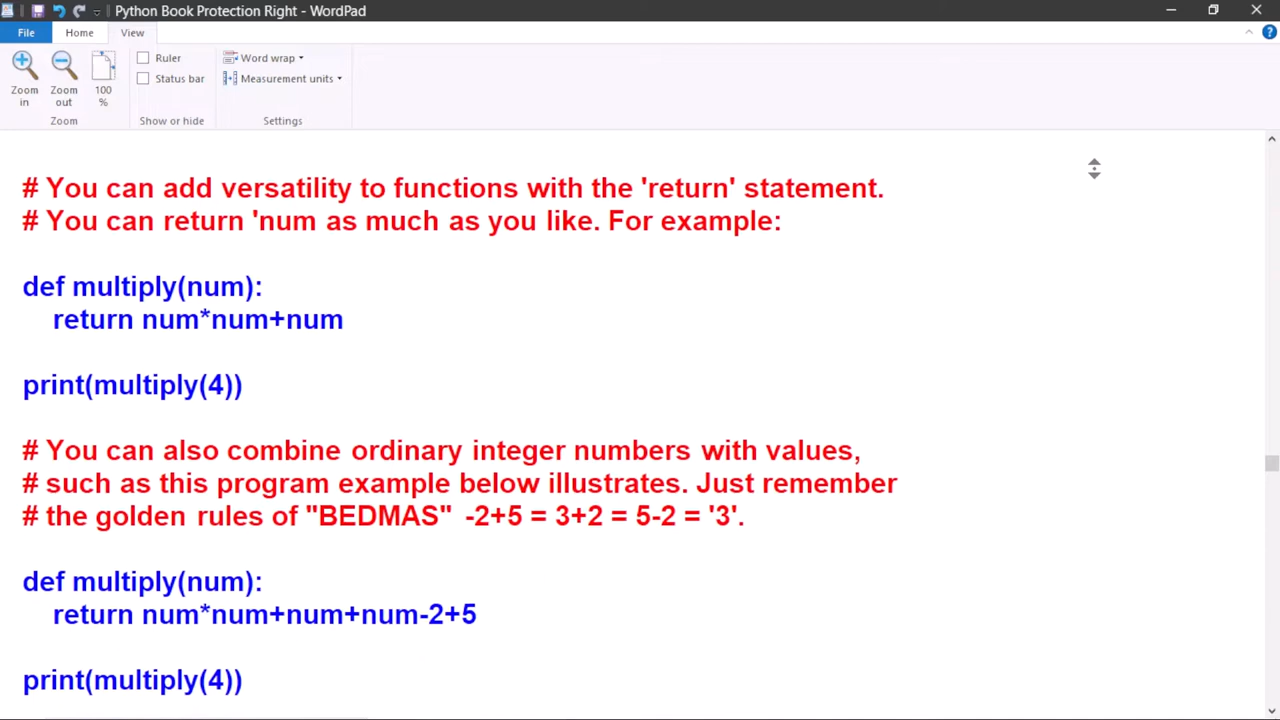 Python Book Protection Right - WordPad
File
Home
View
Zoom in
Zoom out
100 %
Zoom
Ruler
Status bar
Show or hide
Word wrap
Measurement units
Settings
# You can add versatility to functions with the 'return' statement.
# You can return 'num as much as you like. For example:
def multiply(num):
return num*num+num
print(multiply(4))
# You can also combine ordinary integer numbers with values,
# such as this program example below illustrates. Just remember
# the golden rules of "BEDMAS" -2+5 = 3+2 = 5-2 = '3'.
def multiply(num):
return num*num+num+num-2+5
print(multiply(4))